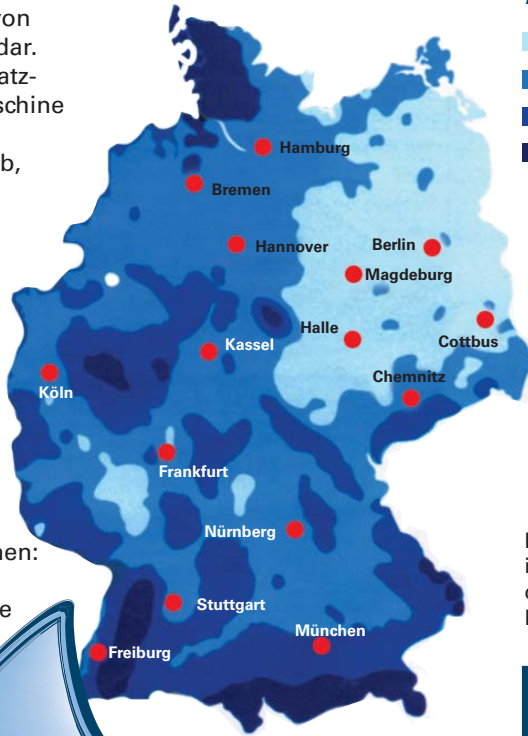 von
dar.
atz-
schine
b,
Hamburg
Bremen
Hannover
Berlin
Magdeburg
Halle
Cottbus
Kassel
Chemnitz
Köln
Frankfurt
Nürnberg
nen:
e
Stuttgart
München
Freiburg